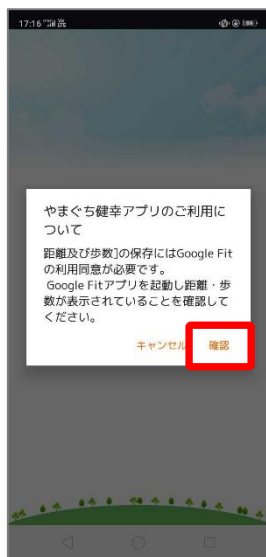 17:16
やまぐち健幸アプリのご利用に
ついて
距離及び歩数]の保存にはGoogle Fit
の利用同意が必要です。
Google Fitアプリを起動し距離・歩
数が表示されていることを確認して
ください。
キャンセル 確認